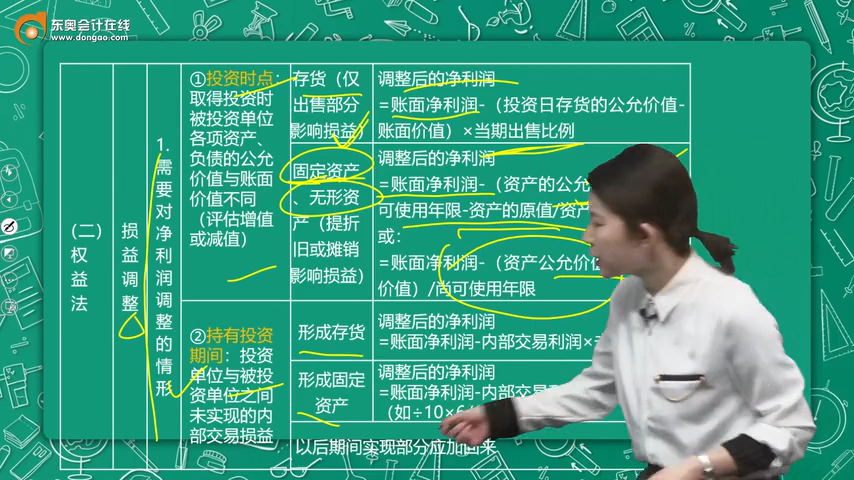 东奥会计在线
www.dongao.com
(二)
权
益
法
损
益
调
整
1.
需
要
对
净
利
润
调
整
的
情
形
①投资时点:
取得投资时
被投资单位
各项资产、
负债的公允
价值与账面
价值不同
(评估增值
或减值)
存货(仅
出售部分
影响损益)
调整后的净利润
=账面净利润-(投资日存货的公允价值-
账面价值)×当期出售比例
固定资产
、无形资
产(提折
旧或摊销
影响损益)
调整后的净利润
=账面净利润-(资产的公允
可使用年限-资产的原值/资产
或:
=账面净利润-(资产公允价值
价值)/尚可使用年限
②持有投资
期间:投资
单位与被投
资单位之间
未实现的内
部交易损益
形成存货
调整后的净利润
=账面净利润-内部交易利润×
形成固定
资产
调整后的净利润
=账面净利润-内部交易
(如÷10×6/
以后期间实现部分应加回来